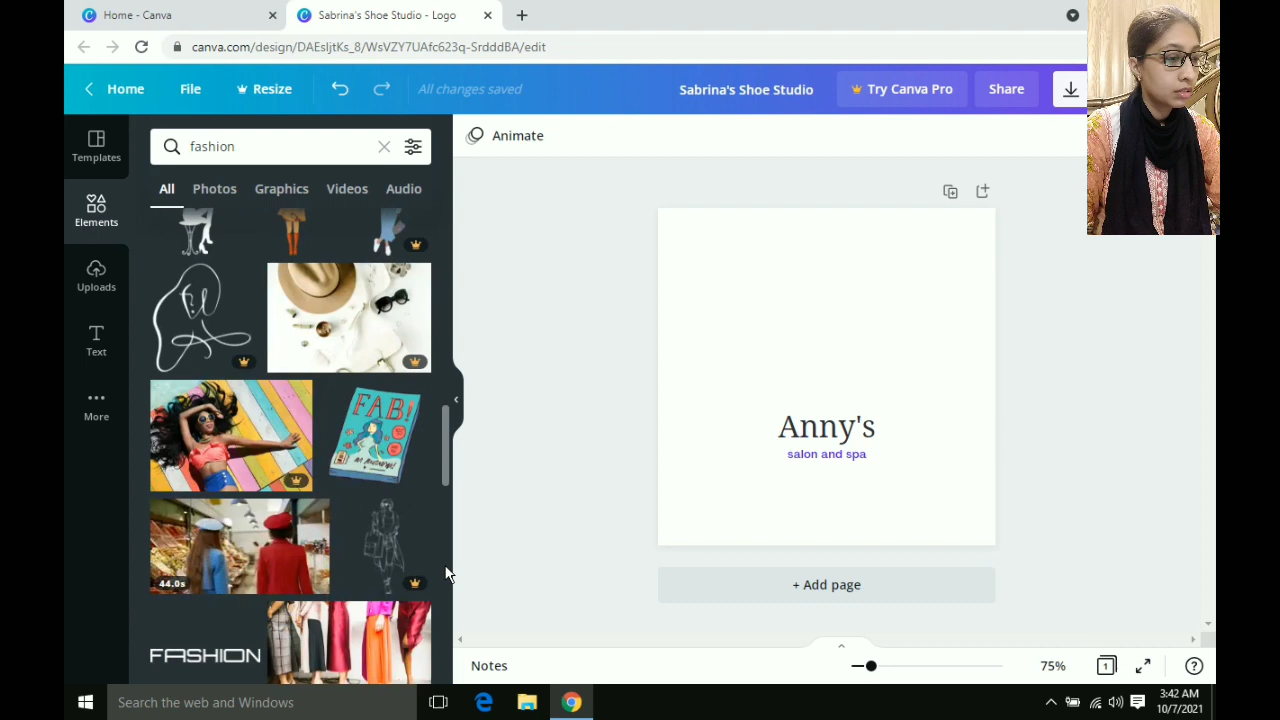 Home - Canva
Sabrina's Shoe Studio - Logo
canva.com/design/DAEsIjtKs_8/WsVZY7UAfc623q-SrdddBA/edit
Home
File
Resize
All changes saved
Sabrina's Shoe Studio
Try Canva Pro
Share
Templates
Elements
Uploads
Text
More
fashion
All
Photos
Graphics
Videos
Audio
FAB!
44.0s
FASHION
Animate
Anny's
salon and spa
+ Add page
Notes
75%
1
Search the web and Windows
3:42 AM
10/7/2021